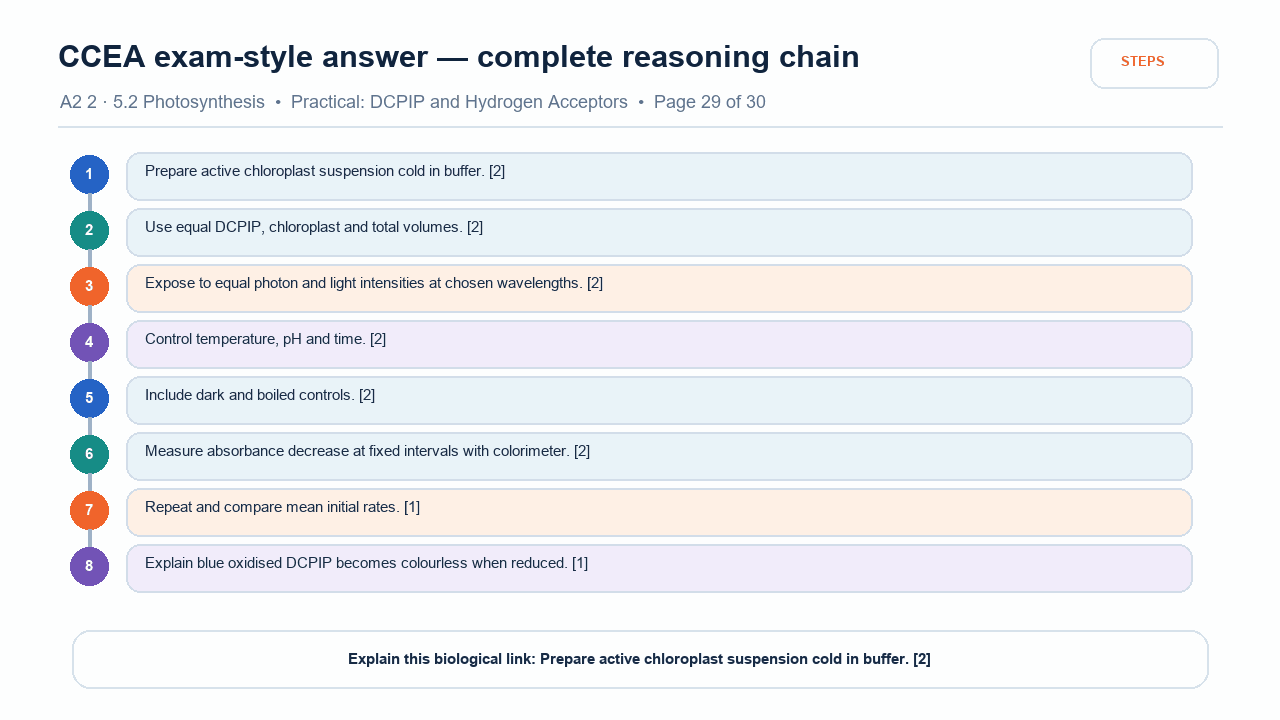 CCEA exam-style answer — complete reasoning chain
STEPS
A2 2 · 5.2 Photosynthesis • Practical: DCPIP and Hydrogen Acceptors • Page 29 of 30
1 Prepare active chloroplast suspension cold in buffer. [2]
2 Use equal DCPIP, chloroplast and total volumes. [2]
3 Expose to equal photon and light intensities at chosen wavelengths. [2]
4 Control temperature, pH and time. [2]
5 Include dark and boiled controls. [2]
6 Measure absorbance decrease at fixed intervals with colorimeter. [2]
7 Repeat and compare mean initial rates. [1]
8 Explain blue oxidised DCPIP becomes colourless when reduced. [1]
Explain this biological link: Prepare active chloroplast suspension cold in buffer. [2]